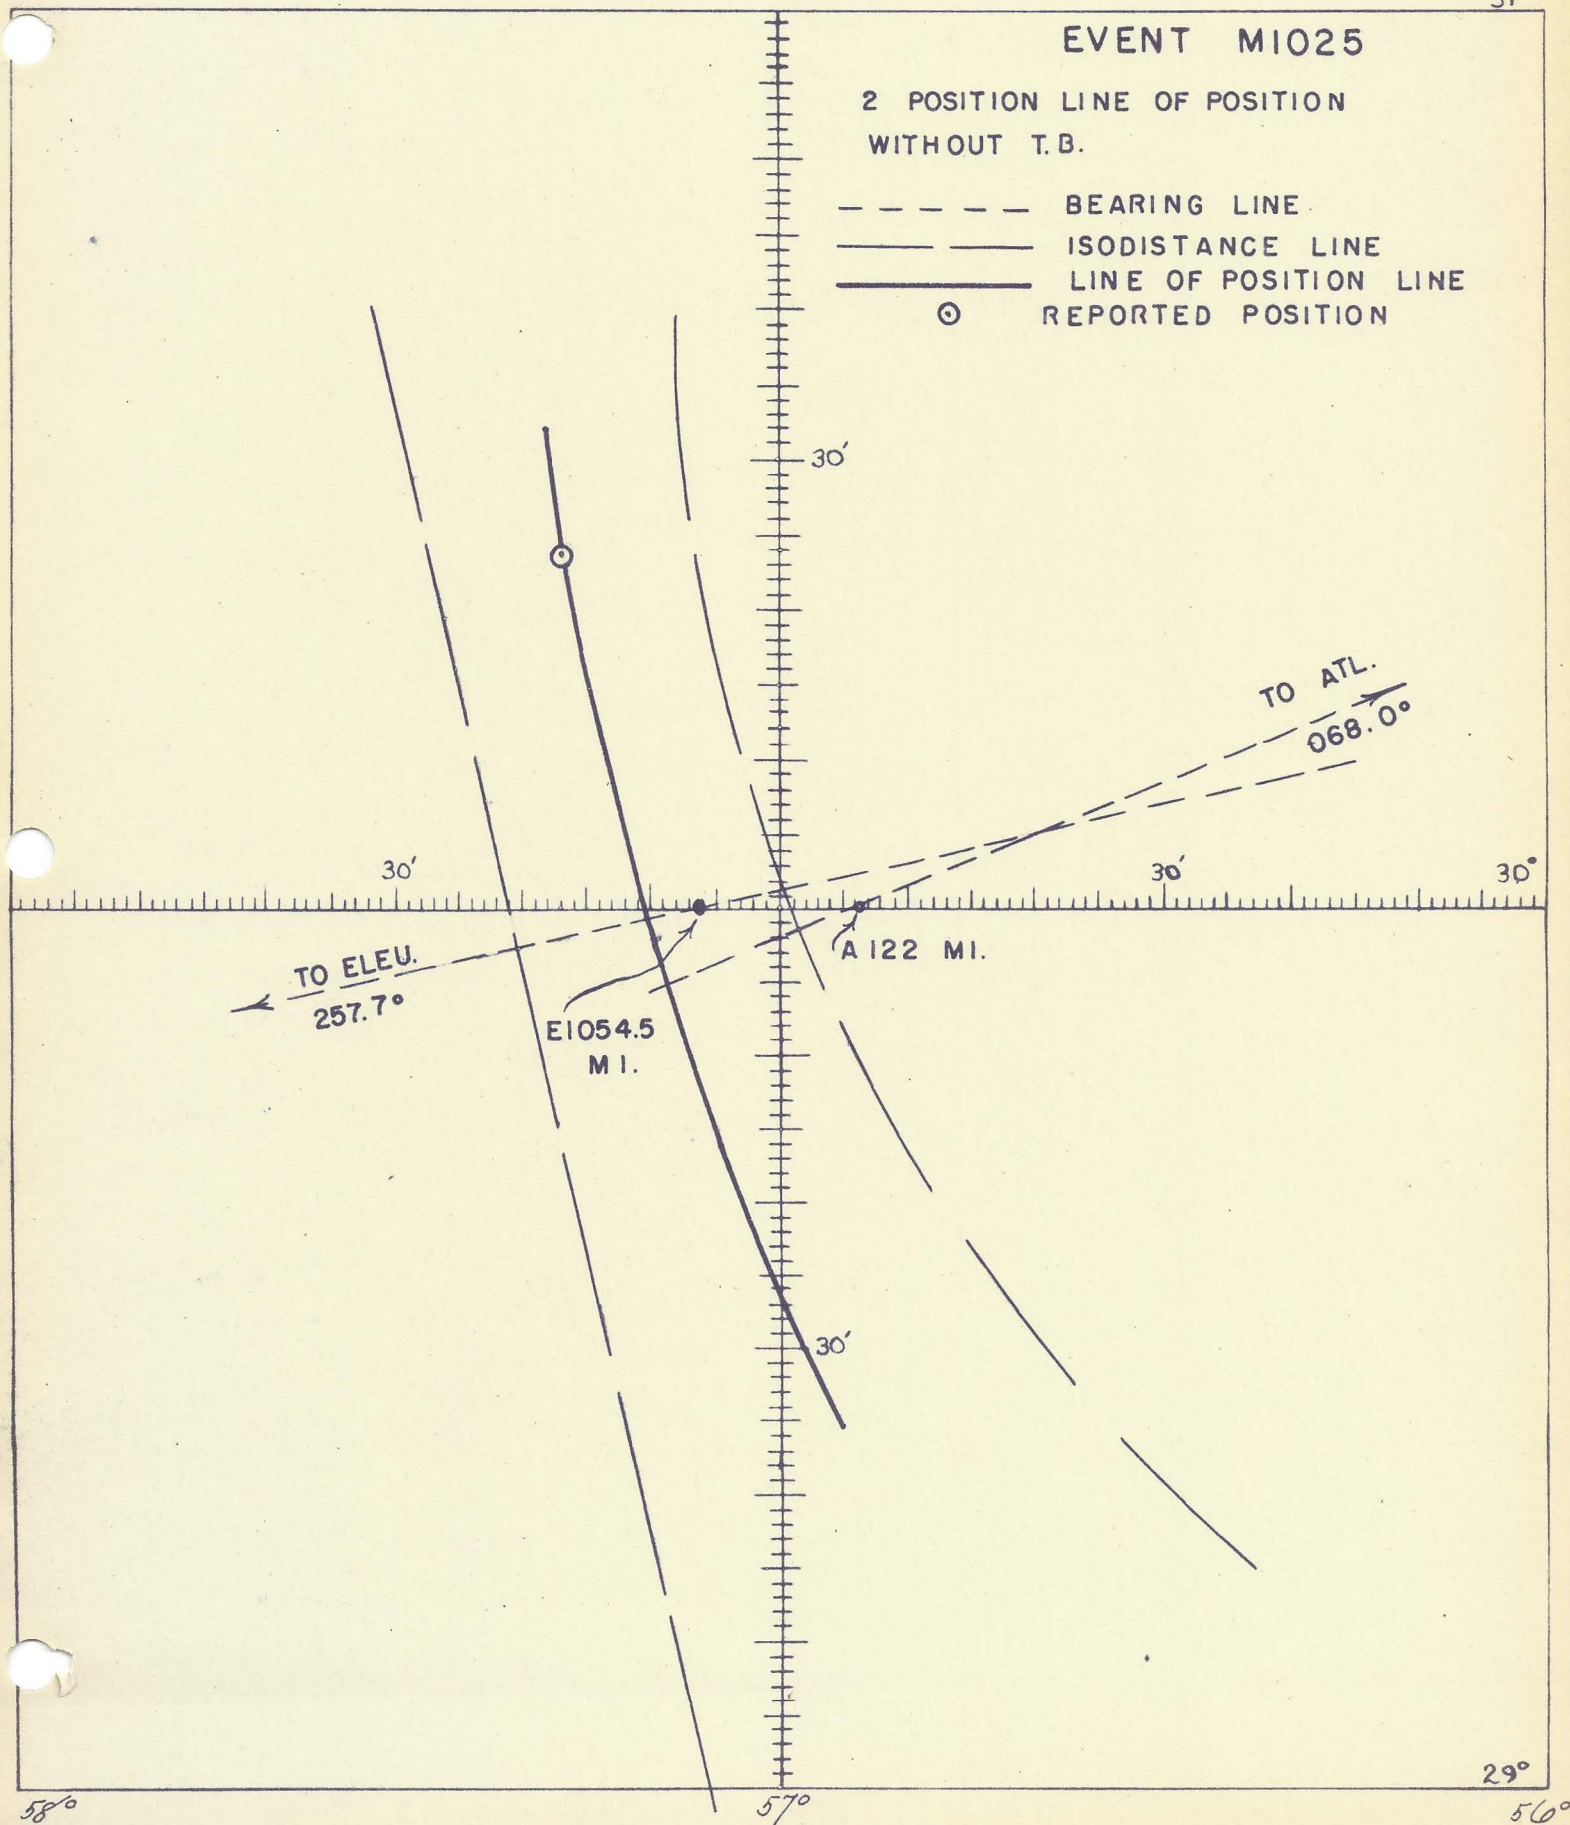 EVENT M1025
2 POSITION LINE OF POSITION
WITHOUT T.B.
BEARING LINE
ISODISTANCE LINE
LINE OF POSITION LINE
REPORTED POSITION
30′
TO ATL.
068.0°
30′
30′
30°
A 122 MI.
TO ELEU.
257.7°
E1054.5
MI.
30′
29°
58°
57°
56°